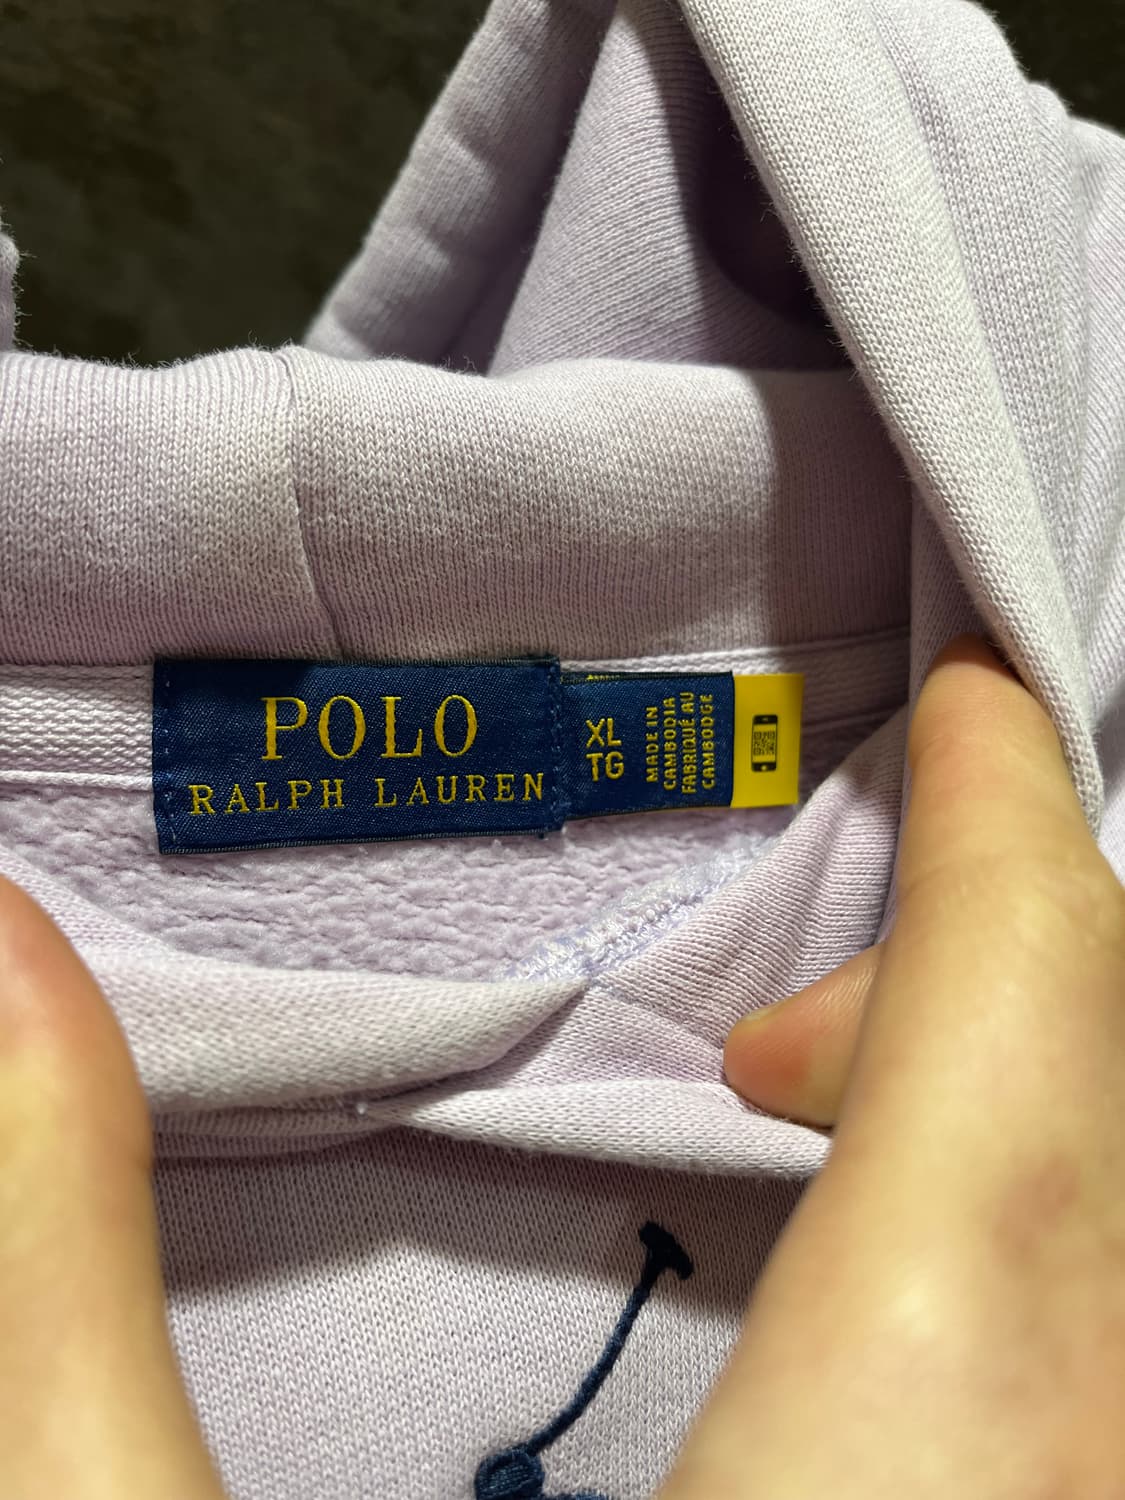 POLO
RALPH LAUREN
XL
TG
MADE IN
CAMBODIA
FABRIQUÉ AU
CAMBODGE